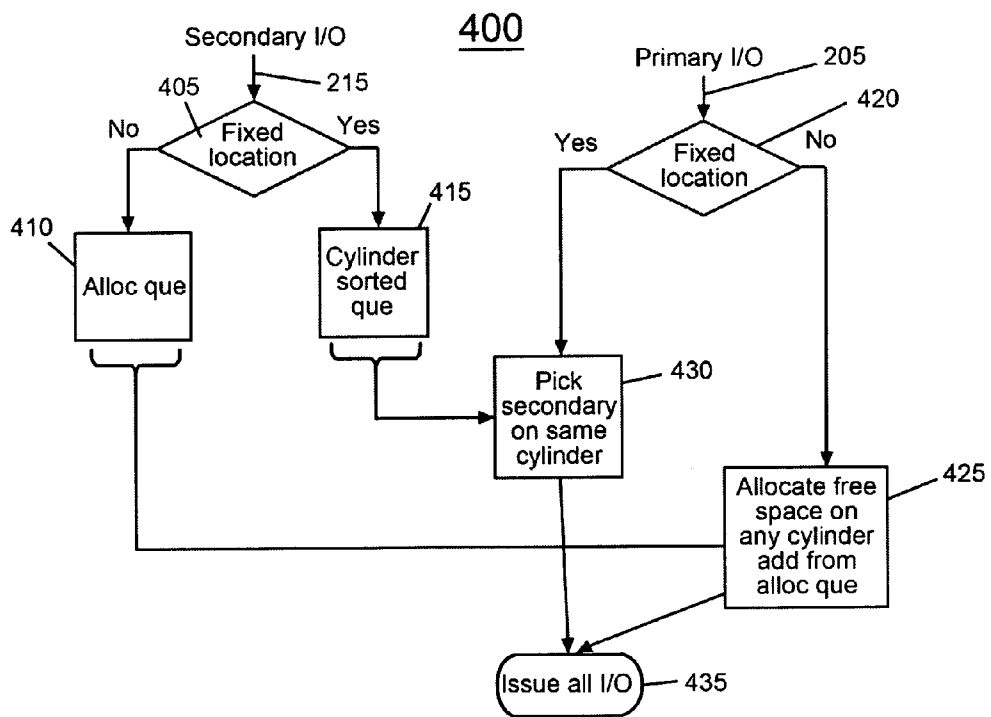 400
Secondary I/O
215
405
No
Fixed
location
Yes
410
Alloc que
415
Cylinder
sorted
que
Primary I/O
205
420
Yes
Fixed
location
No
Pick
secondary
on same
cylinder
430
Allocate free
space on
any cylinder
add from
alloc que
425
Issue all I/O
435